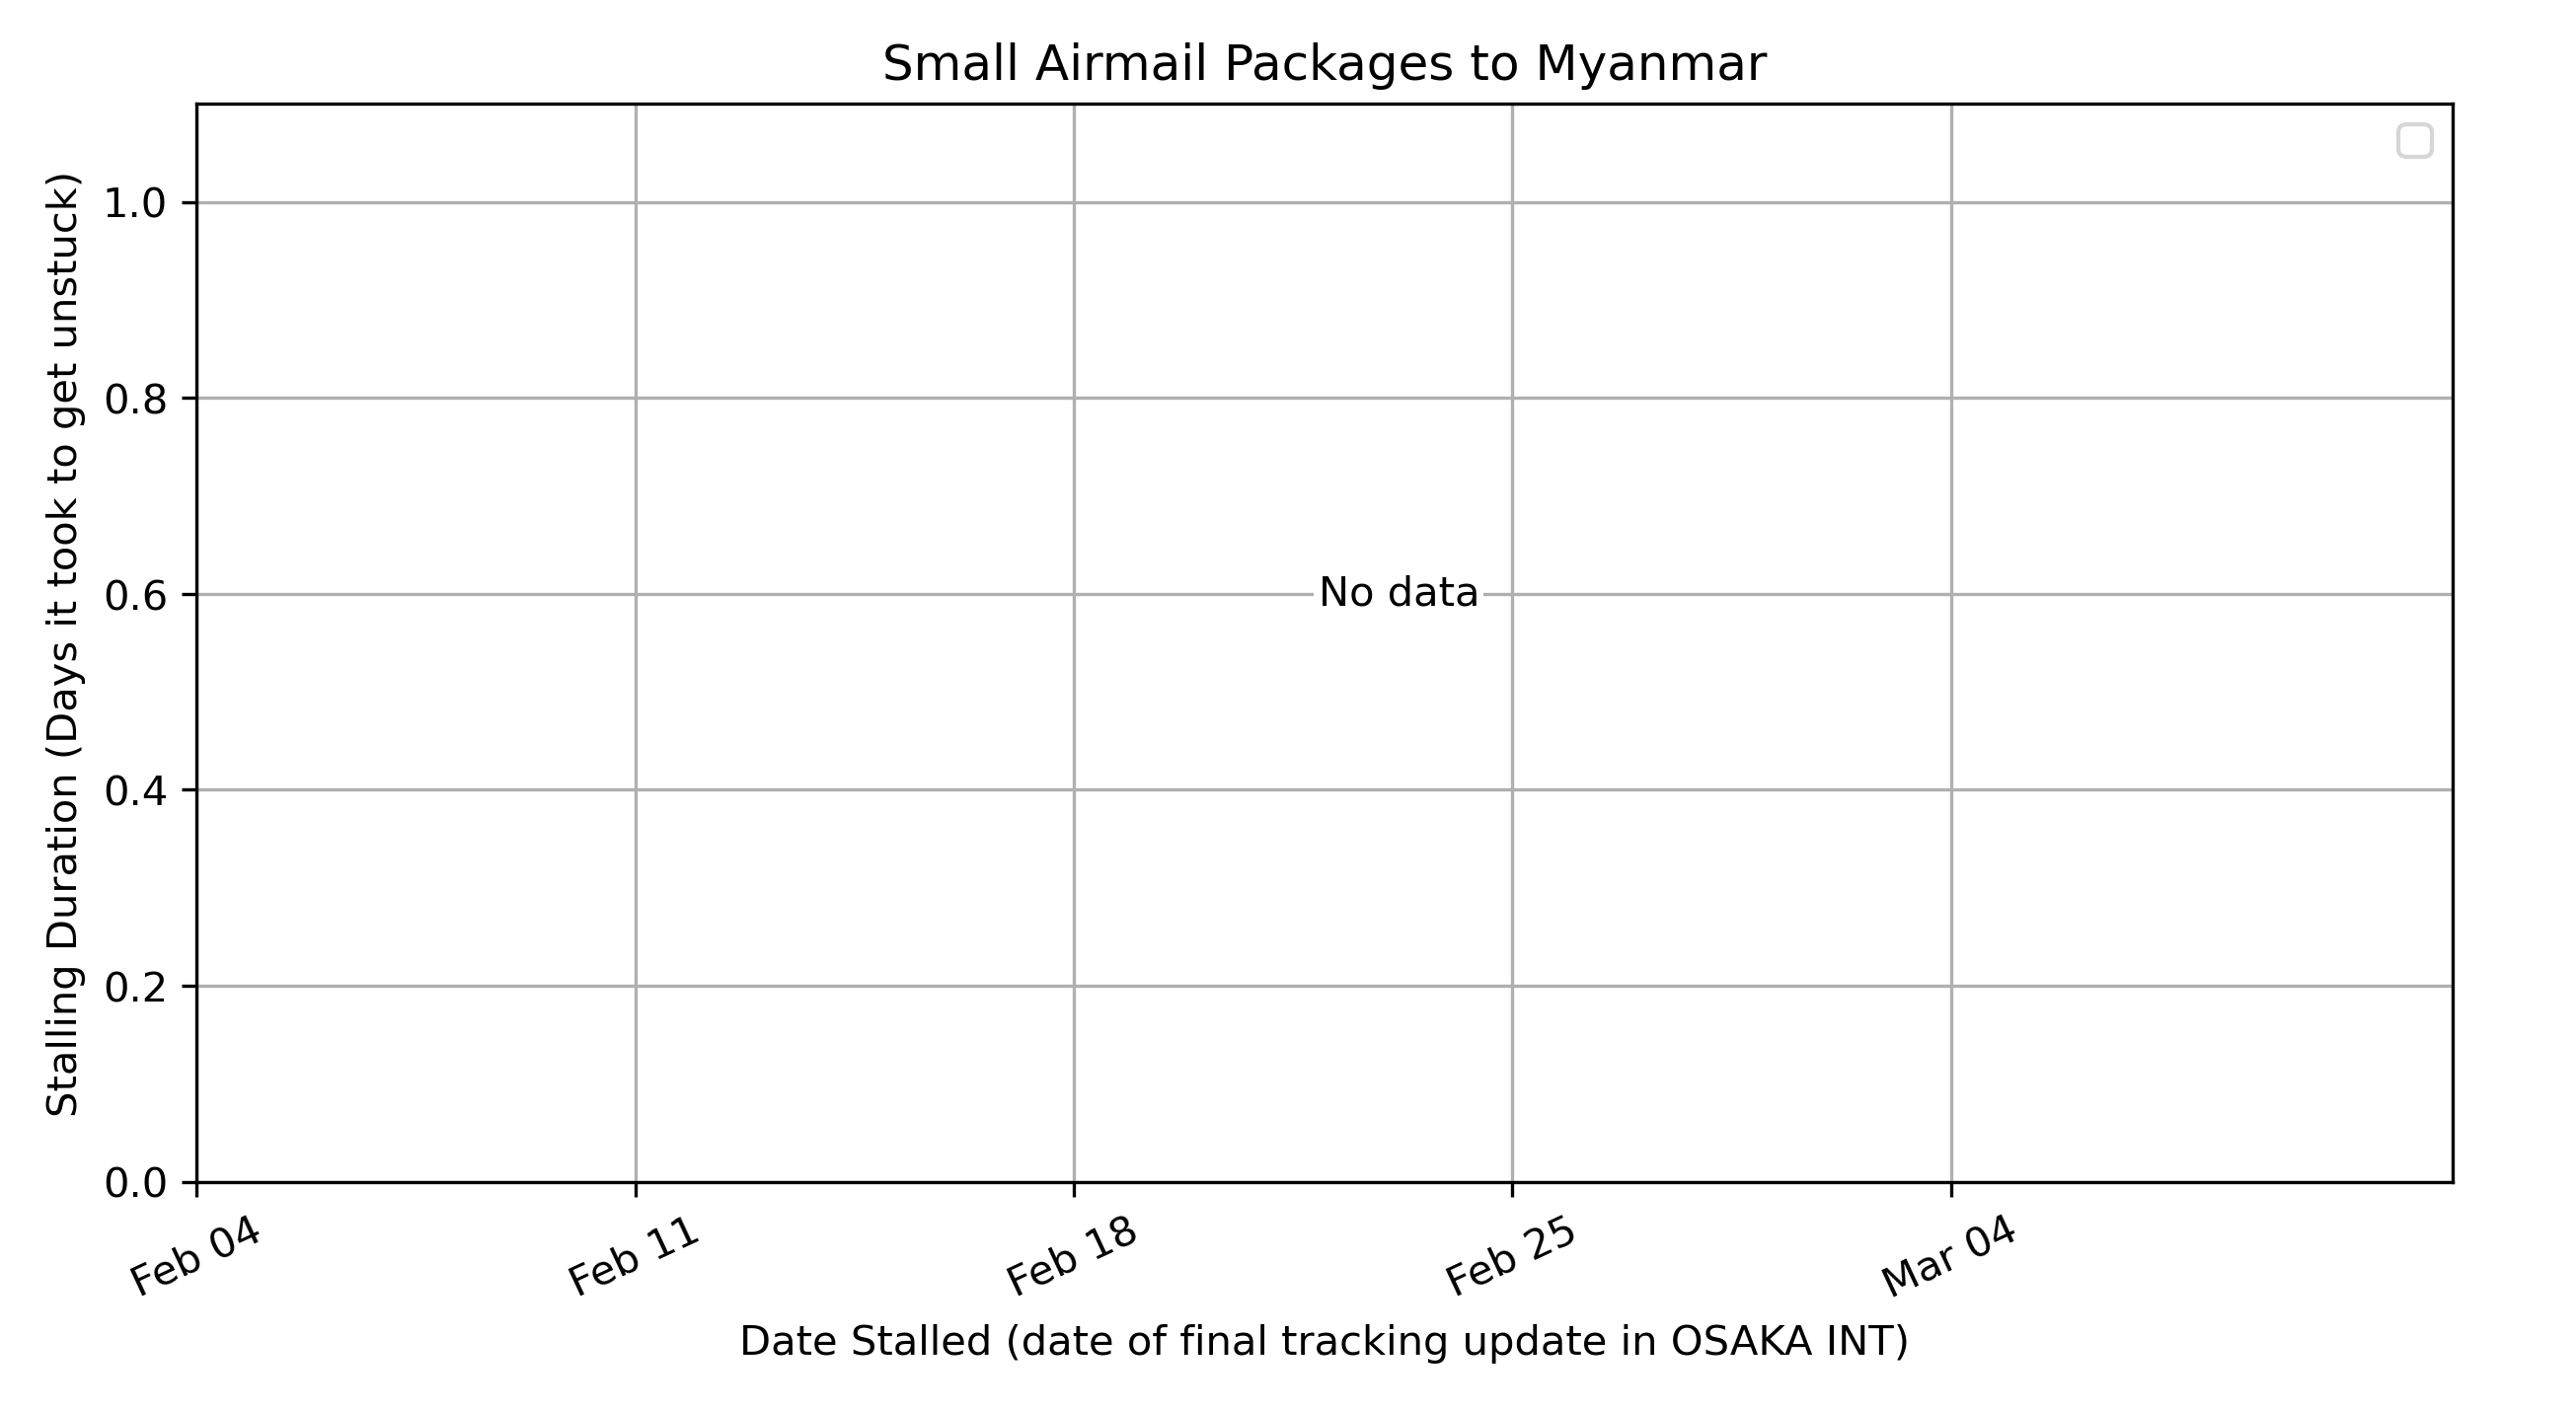 Small Airmail Packages to Myanmar
Stalling Duration (Days it took to get unstuck)
1.0
0.8
0.6
0.4
0.2
0.0
No data
Feb 04
Feb 11
Feb 18
Feb 25
Mar 04
Date Stalled (date of final tracking update in OSAKA INT)